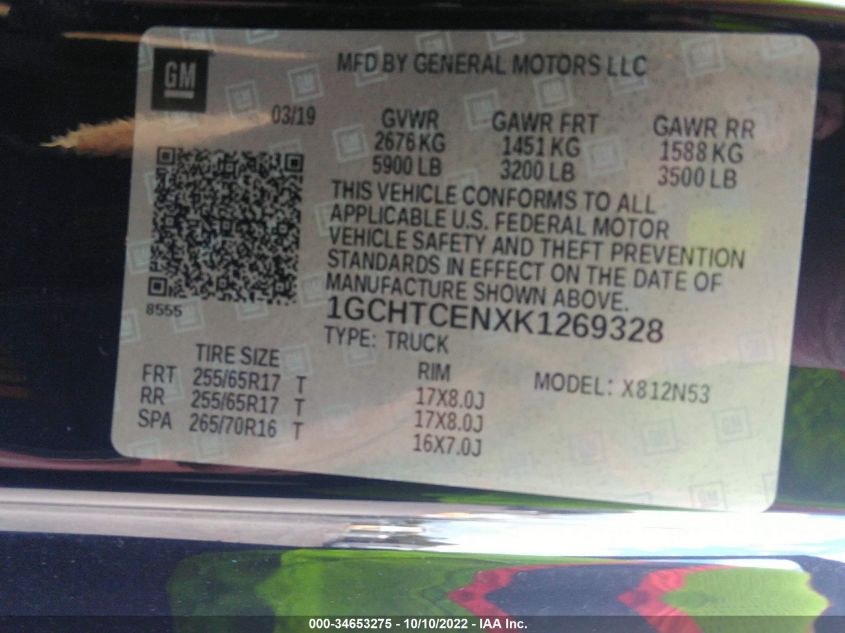 GM
MFD BY GENERAL MOTORS LLC
03/19
GVWR GAWR FRT GAWR RR
2676 KG 1451 KG 1588 KG
5900 LB 3200 LB 3500 LB
THIS VEHICLE CONFORMS TO ALL
APPLICABLE U.S. FEDERAL MOTOR
VEHICLE SAFETY AND THEFT PREVENTION
STANDARDS IN EFFECT ON THE DATE OF
MANUFACTURE SHOWN ABOVE.
8555
1GCHTCENXK1269328
TYPE: TRUCK
TIRE SIZE RIM MODEL: X812N53
FRT 255/65R17 T 17X8.0J
RR 255/65R17 T 17X8.0J
SPA 265/70R16 T 16X7.0J
000-34653275 - 10/10/2022 - IAA Inc.